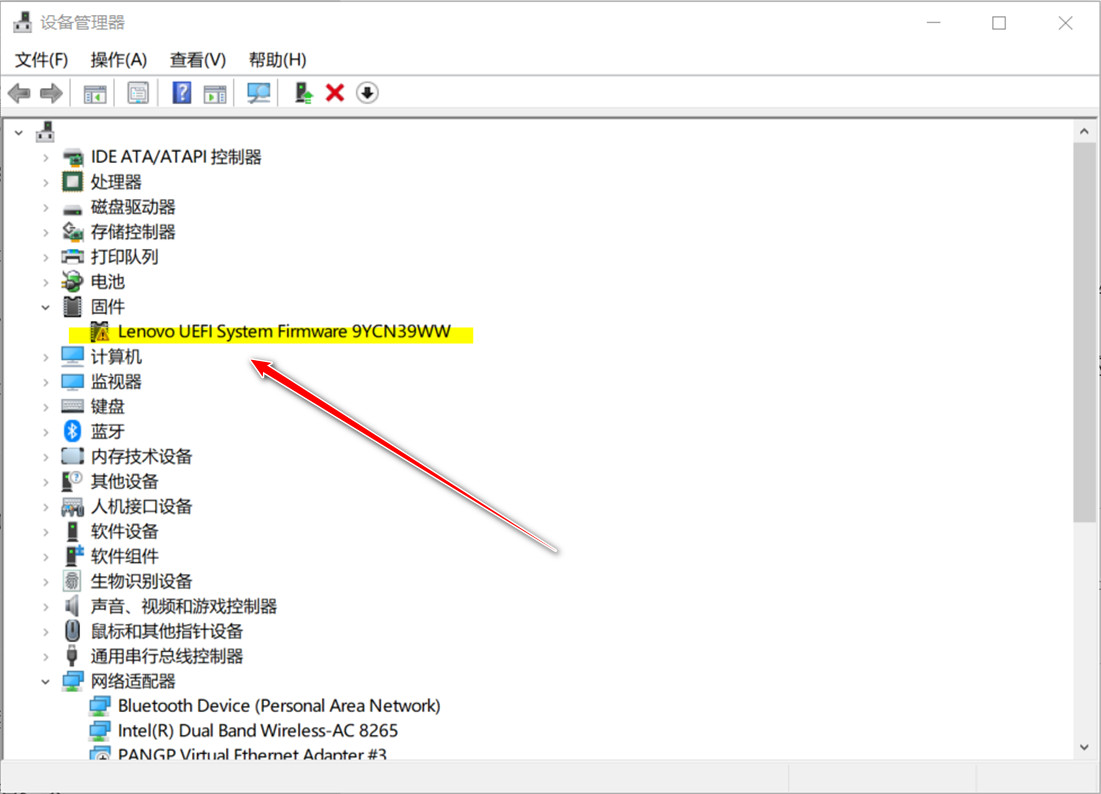 设备管理器
文件(F) 操作(A) 查看(V) 帮助(H)
IDE ATA/ATAPI 控制器
处理器
磁盘驱动器
存储控制器
打印队列
电池
固件
Lenovo UEFI System Firmware 9YCN39WW
计算机
监视器
键盘
蓝牙
内存技术设备
其他设备
人机接口设备
软件设备
软件组件
生物识别设备
声音、视频和游戏控制器
鼠标和其他指针设备
通用串行总线控制器
网络适配器
Bluetooth Device (Personal Area Network)
Intel(R) Dual Band Wireless-AC 8265
PANGP Virtual Ethernet Adapter #3